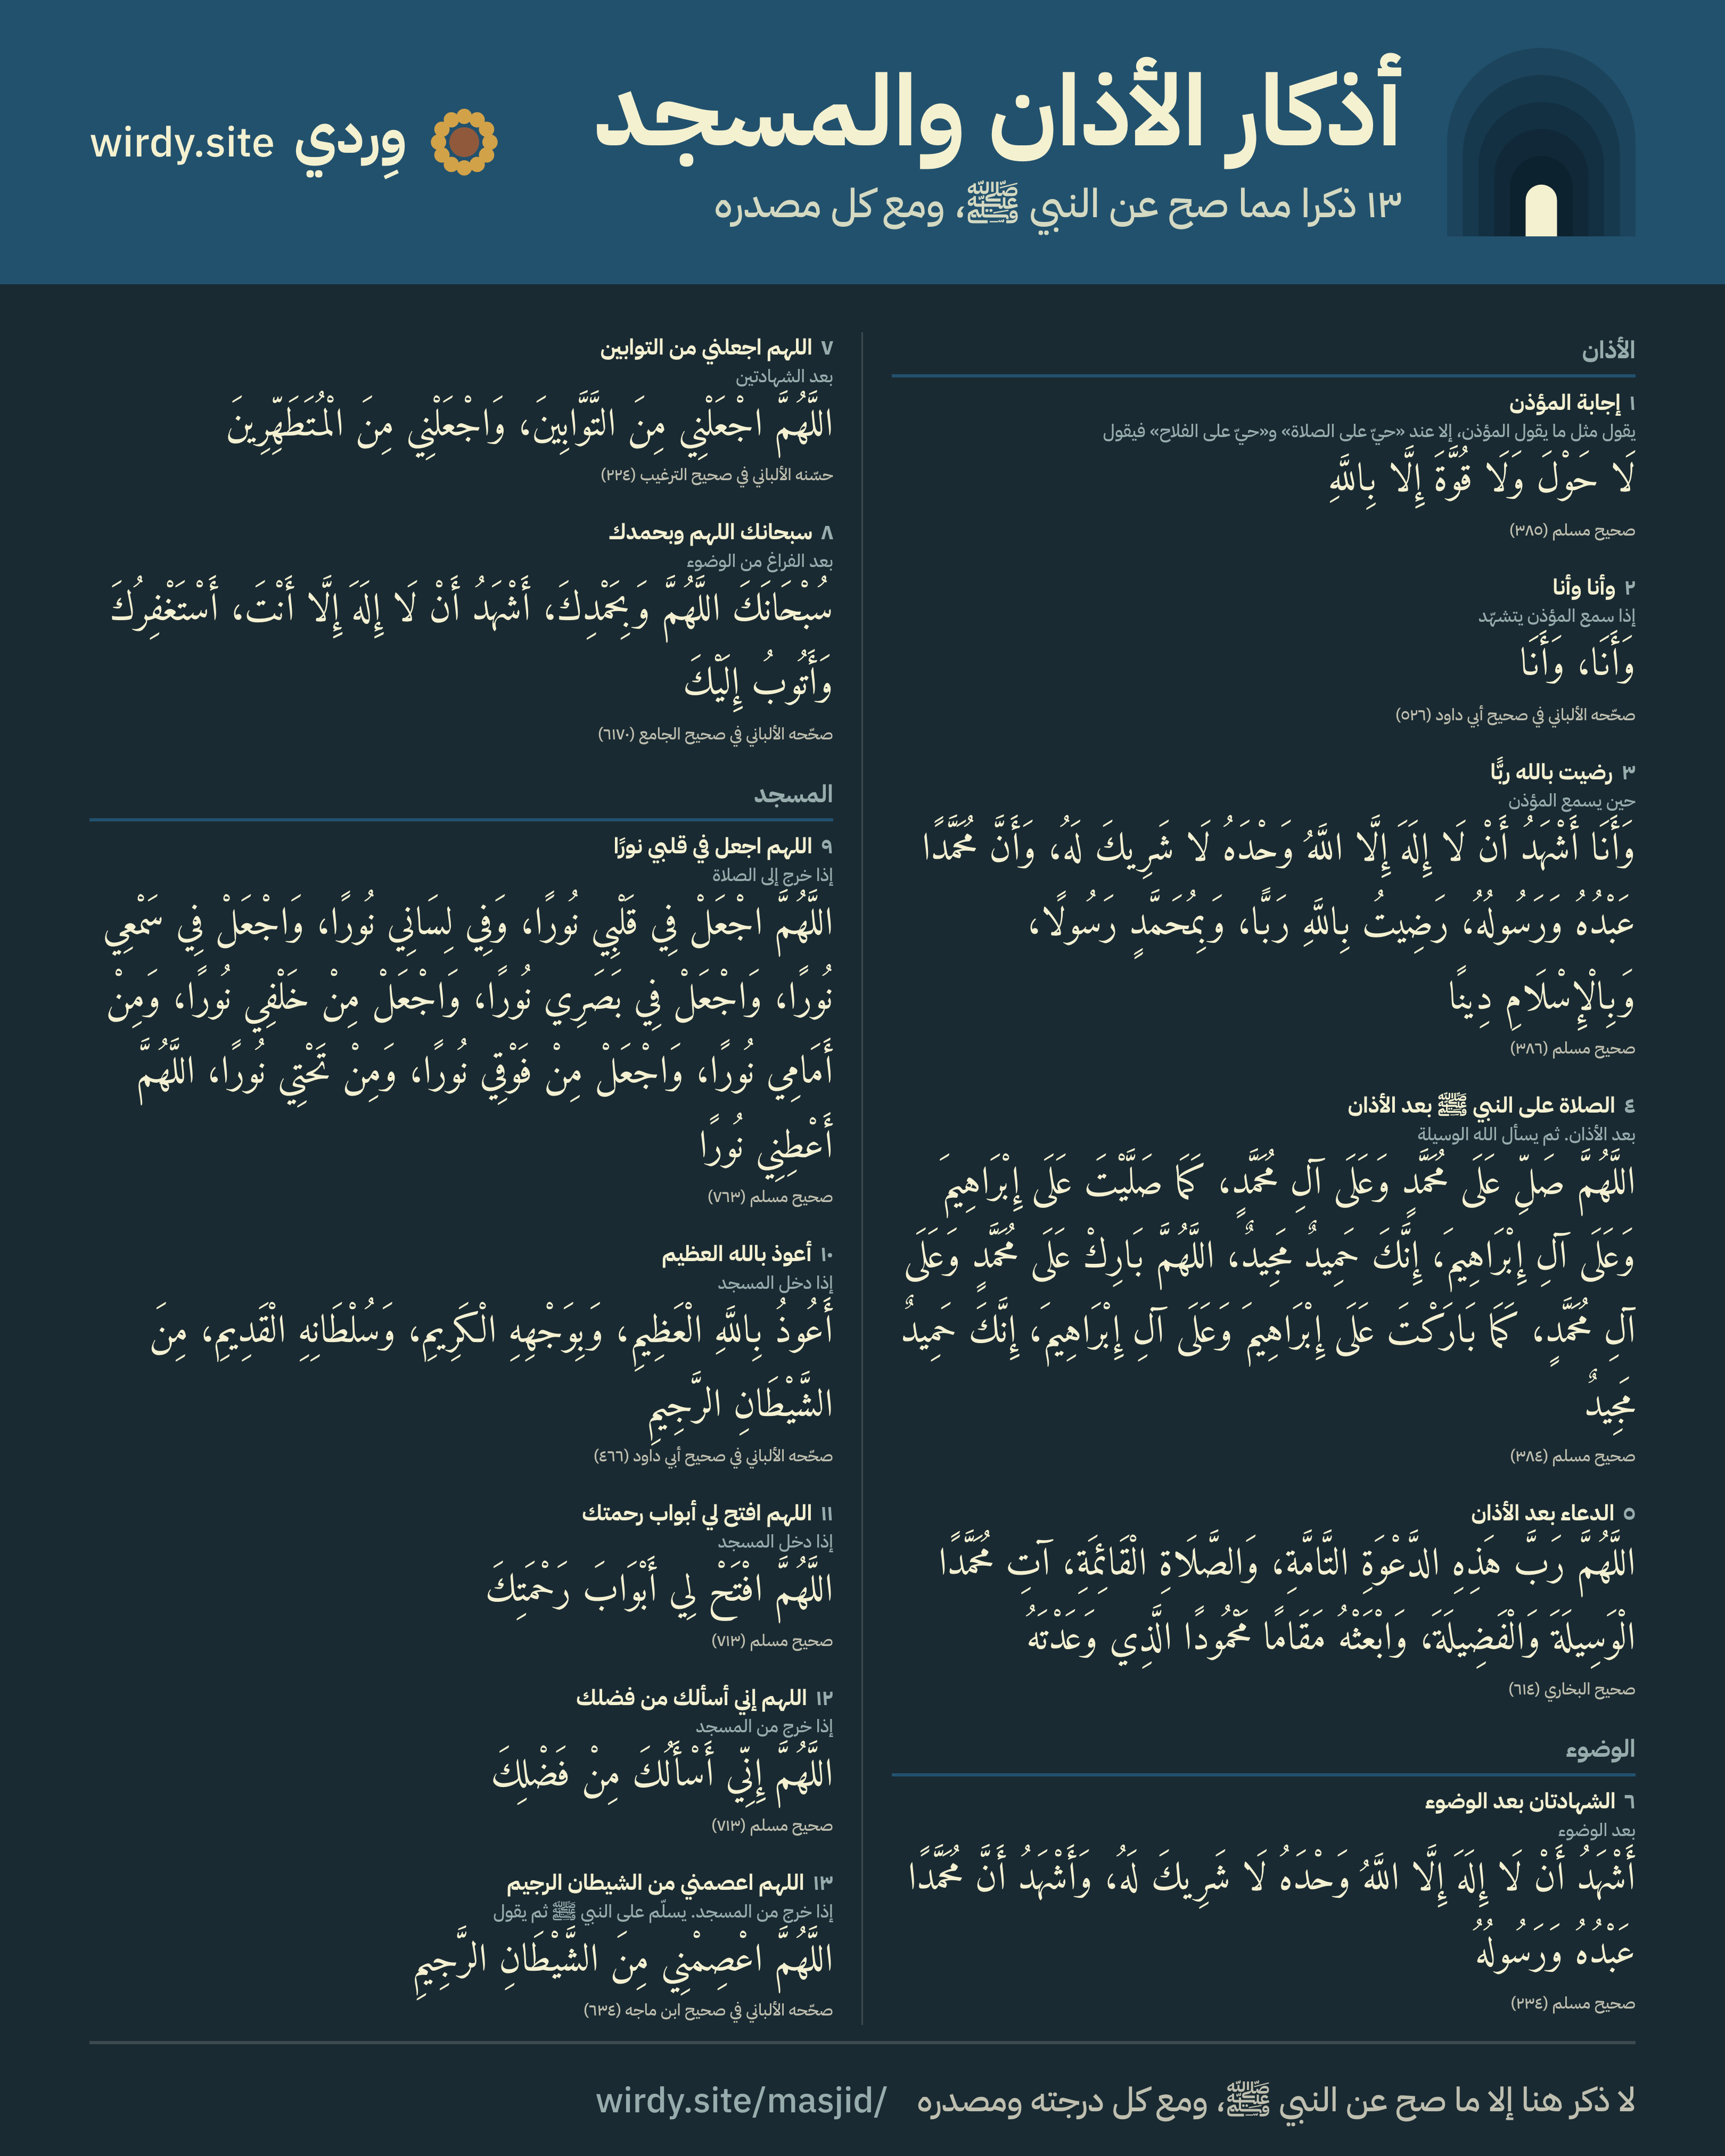 أذكار الأذان والمسجد
١٣ ذكرا مما صح عن النبي ﷺ، ومع كل مصدره
وِردي wirdy.site
الأذان
١ إجابة المؤذن
يقول مثل ما يقول المؤذن، إلا عند «حيّ على الصلاة» و«حيّ على الفلاح» فيقول
لَا حَوْلَ وَلَا قُوَّةَ إِلَّا بِاللَّهِ
صحيح مسلم (٣٨٥)
٢ وأنا وأنا
إذا سمع المؤذن يتشهّد
وَأَنَا، وَأَنَا
صحّحه الألباني في صحيح أبي داود (٥٢٦)
٣ رضيت بالله ربًّا
حين يسمع المؤذن
وَأَنَا أَشْهَدُ أَنْ لَا إِلَهَ إِلَّا اللَّهُ وَحْدَهُ لَا شَرِيكَ لَهُ، وَأَنَّ مُحَمَّدًا
عَبْدُهُ وَرَسُولُهُ، رَضِيتُ بِاللَّهِ رَبًّا، وَبِمُحَمَّدٍ رَسُولًا،
وَبِالْإِسْلَامِ دِينًا
صحيح مسلم (٣٨٦)
٤ الصلاة على النبي ﷺ بعد الأذان
بعد الأذان. ثم يسأل الله الوسيلة
اللَّهُمَّ صَلِّ عَلَى مُحَمَّدٍ وَعَلَى آلِ مُحَمَّدٍ، كَمَا صَلَّيْتَ عَلَى إِبْرَاهِيمَ
وَعَلَى آلِ إِبْرَاهِيمَ، إِنَّكَ حَمِيدٌ مَجِيدٌ، اللَّهُمَّ بَارِكْ عَلَى مُحَمَّدٍ وَعَلَى
آلِ مُحَمَّدٍ، كَمَا بَارَكْتَ عَلَى إِبْرَاهِيمَ وَعَلَى آلِ إِبْرَاهِيمَ، إِنَّكَ حَمِيدٌ
مَجِيدٌ
صحيح مسلم (٣٨٤)
٥ الدعاء بعد الأذان
اللَّهُمَّ رَبَّ هَذِهِ الدَّعْوَةِ التَّامَّةِ، وَالصَّلَاةِ الْقَائِمَةِ، آتِ مُحَمَّدًا
الْوَسِيلَةَ وَالْفَضِيلَةَ، وَابْعَثْهُ مَقَامًا مَحْمُودًا الَّذِي وَعَدْتَهُ
صحيح البخاري (٦١٤)
الوضوء
٦ الشهادتان بعد الوضوء
بعد الوضوء
أَشْهَدُ أَنْ لَا إِلَهَ إِلَّا اللَّهُ وَحْدَهُ لَا شَرِيكَ لَهُ، وَأَشْهَدُ أَنَّ مُحَمَّدًا
عَبْدُهُ وَرَسُولُهُ
صحيح مسلم (٢٣٤)
٧ اللهم اجعلني من التوابين
بعد الشهادتين
اللَّهُمَّ اجْعَلْنِي مِنَ التَّوَّابِينَ، وَاجْعَلْنِي مِنَ الْمُتَطَهِّرِينَ
حسّنه الألباني في صحيح الترغيب (٢٢٤)
٨ سبحانك اللهم وبحمدك
بعد الفراغ من الوضوء
سُبْحَانَكَ اللَّهُمَّ وَبِحَمْدِكَ، أَشْهَدُ أَنْ لَا إِلَهَ إِلَّا أَنْتَ، أَسْتَغْفِرُكَ
وَأَتُوبُ إِلَيْكَ
صحّحه الألباني في صحيح الجامع (٦١٧٠)
المسجد
٩ اللهم اجعل في قلبي نورًا
إذا خرج إلى الصلاة
اللَّهُمَّ اجْعَلْ فِي قَلْبِي نُورًا، وَفِي لِسَانِي نُورًا، وَاجْعَلْ فِي سَمْعِي
نُورًا، وَاجْعَلْ فِي بَصَرِي نُورًا، وَاجْعَلْ مِنْ خَلْفِي نُورًا، وَمِنْ
أَمَامِي نُورًا، وَاجْعَلْ مِنْ فَوْقِي نُورًا، وَمِنْ تَحْتِي نُورًا، اللَّهُمَّ
أَعْطِنِي نُورًا
صحيح مسلم (٧٦٣)
١٠ أعوذ بالله العظيم
إذا دخل المسجد
أَعُوذُ بِاللَّهِ الْعَظِيمِ، وَبِوَجْهِهِ الْكَرِيمِ، وَسُلْطَانِهِ الْقَدِيمِ، مِنَ
الشَّيْطَانِ الرَّجِيمِ
صحّحه الألباني في صحيح أبي داود (٤٦٦)
١١ اللهم افتح لي أبواب رحمتك
إذا دخل المسجد
اللَّهُمَّ افْتَحْ لِي أَبْوَابَ رَحْمَتِكَ
صحيح مسلم (٧١٣)
١٢ اللهم إني أسألك من فضلك
إذا خرج من المسجد
اللَّهُمَّ إِنِّي أَسْأَلُكَ مِنْ فَضْلِكَ
صحيح مسلم (٧١٣)
١٣ اللهم اعصمني من الشيطان الرجيم
إذا خرج من المسجد. يسلّم على النبي ﷺ ثم يقول
اللَّهُمَّ اعْصِمْنِي مِنَ الشَّيْطَانِ الرَّجِيمِ
صحّحه الألباني في صحيح ابن ماجه (٦٣٤)
لا ذكر هنا إلا ما صح عن النبي ﷺ، ومع كل درجته ومصدره wirdy.site/masjid/